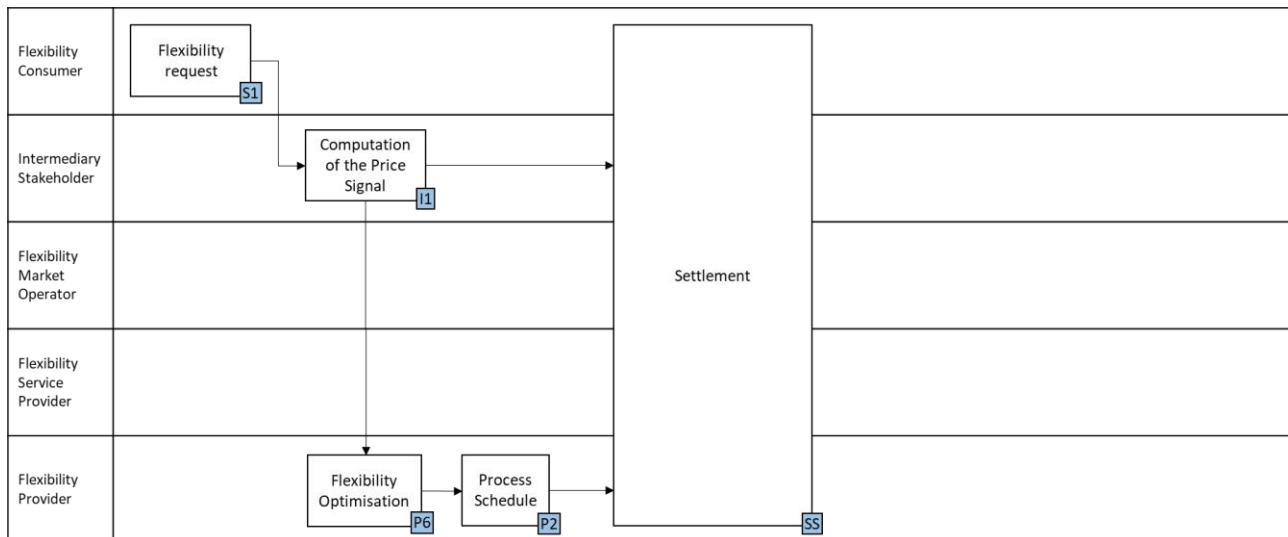 Flexibility
Consumer
Flexibility
request
S1
Intermediary
Stakeholder
Computation
of the Price
Signal
I1
Flexibility
Market
Operator
Settlement
Flexibility
Service
Provider
Flexibility
Provider
Flexibility
Optimisation
P6
Process
Schedule
P2
SS